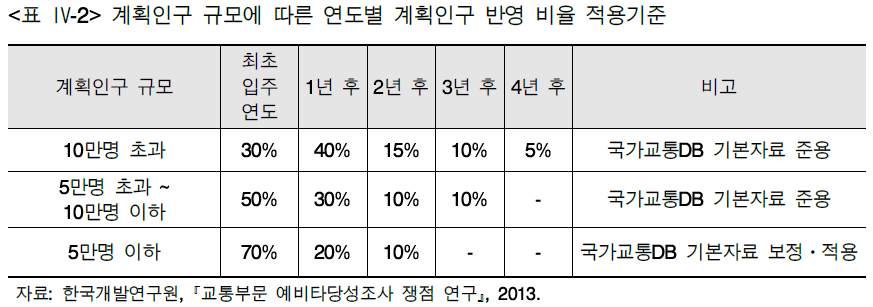 <표 Ⅳ-2> 계획인구 규모에 따른 연도별 계획인구 반영 비율 적용기준
계획인구 규모 최초 입주 연도 1년 후 2년 후 3년 후 4년 후 비고
10만명 초과 30% 40% 15% 10% 5% 국가교통DB 기본자료 준용
5만명 초과 ~ 10만명 이하 50% 30% 10% 10% - 국가교통DB 기본자료 준용
5만명 이하 70% 20% 10% - - 국가교통DB 기본자료 보정·적용
자료: 한국개발연구원, 『교통부문 예비타당성조사 쟁점 연구』, 2013.